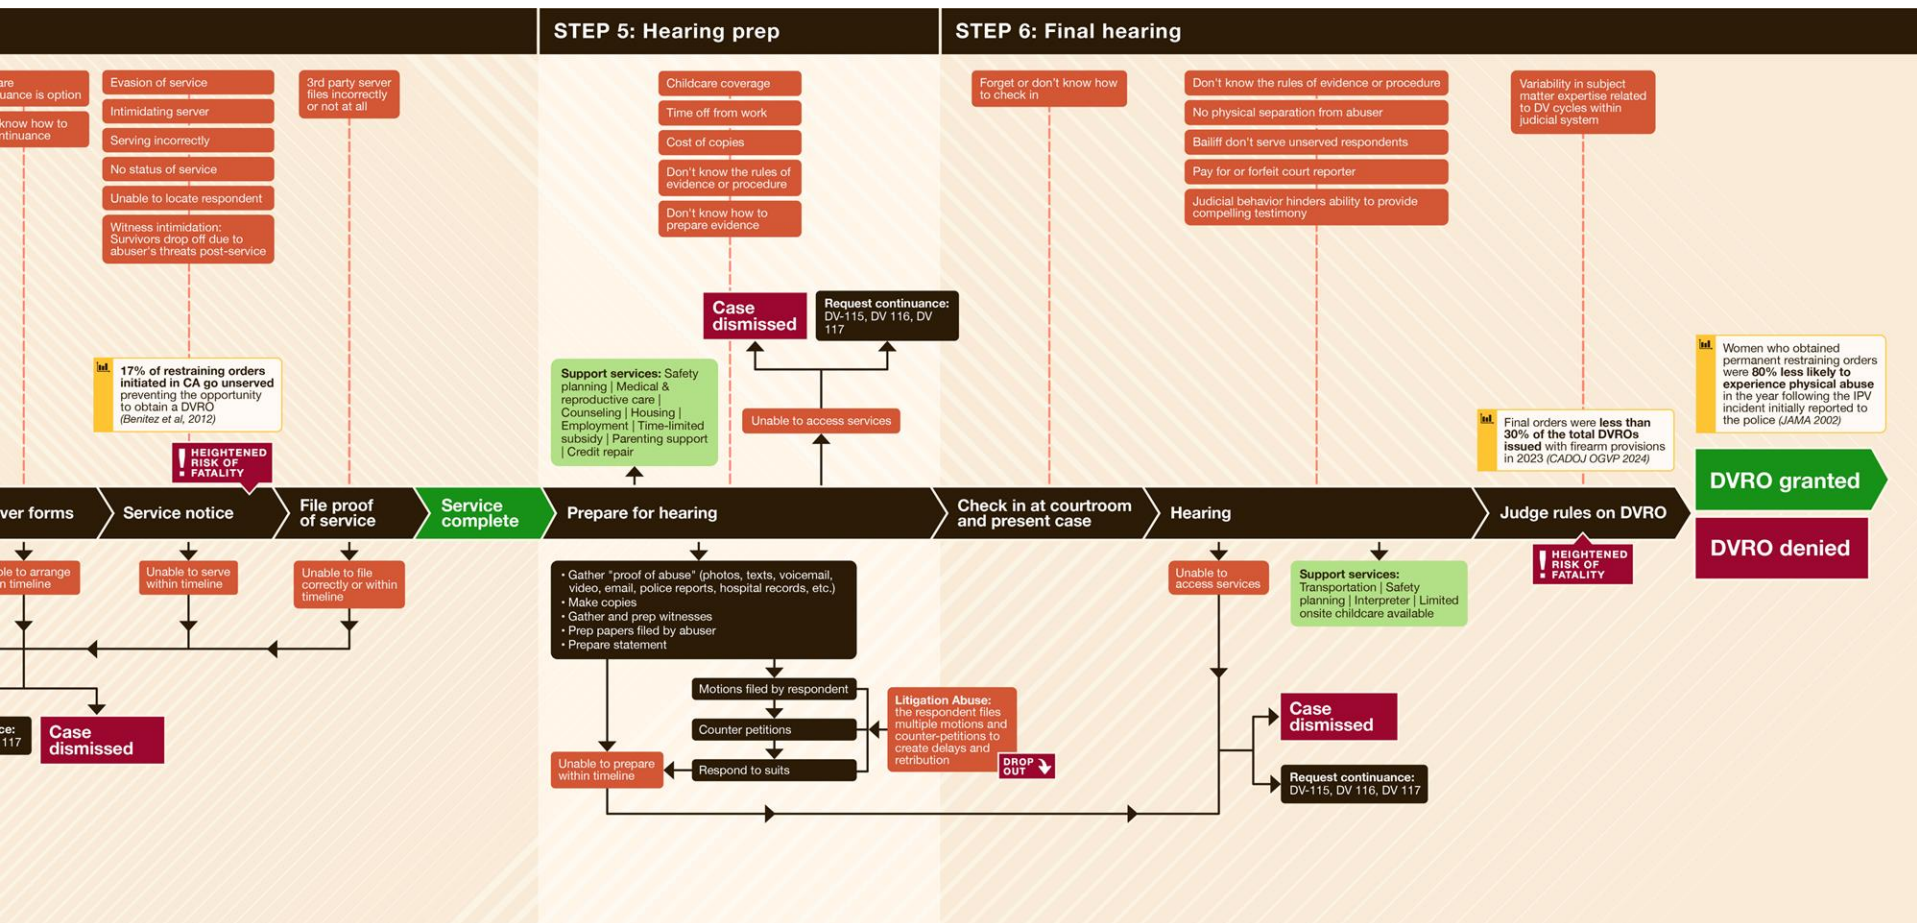 STEP 5: Hearing prep
STEP 6: Final hearing
are
uance is option
know how to
ntinuance
Evasion of service
Intimidating server
Serving incorrectly
No status of service
Unable to locate respondent
Witness intimidation:
Survivors drop off due to
abuser's threats post-service
3rd party server
files incorrectly
or not at all
Childcare coverage
Time off from work
Cost of copies
Don't know the rules of
evidence or procedure
Don't know how to
prepare evidence
Forget or don't know how
to check in
Don't know the rules of evidence or procedure
No physical separation from abuser
Bailiff don't serve unserved respondents
Pay for or forfeit court reporter
Judicial behavior hinders ability to provide
compelling testimony
Variability in subject
matter expertise related
to DV cycles within
judicial system
17% of restraining orders
initiated in CA go unserved
preventing the opportunity
to obtain a DVRO
(Benitez et al, 2012)
HEIGHTENED
RISK OF
FATALITY
Case
dismissed
Request continuance:
DV-115, DV 116, DV
117
Support services: Safety
planning | Medical &
reproductive care |
Counseling | Housing |
Employment | Time-limited
subsidy | Parenting support
| Credit repair
Unable to access services
Final orders were less than
30% of the total DVROs
issued with firearm provisions
in 2023 (CADOJ OGVP 2024)
Women who obtained
permanent restraining orders
were 80% less likely to
experience physical abuse
in the year following the IPV
incident initially reported to
the police (JAMA 2002)
ver forms
Service notice
File proof
of service
Service
complete
Prepare for hearing
Check in at courtroom
and present case
Hearing
Judge rules on DVRO
DVRO granted
DVRO denied
ble to arrange
n timeline
Unable to serve
within timeline
Unable to file
correctly or within
timeline
ce:
117
Case
dismissed
• Gather "proof of abuse" (photos, texts, voicemail,
video, email, police reports, hospital records, etc.)
• Make copies
• Gather and prep witnesses
• Prep papers filed by abuser
• Prepare statement
Motions filed by respondent
Counter petitions
Respond to suits
Unable to prepare
within timeline
Litigation Abuse:
the respondent files
multiple motions and
counter-petitions to
create delays and
retribution
DROP
OUT
Unable to
access services
Support services:
Transportation | Safety
planning | Interpreter | Limited
onsite childcare available
HEIGHTENED
RISK OF
FATALITY
Case
dismissed
Request continuance:
DV-115, DV 116, DV 117